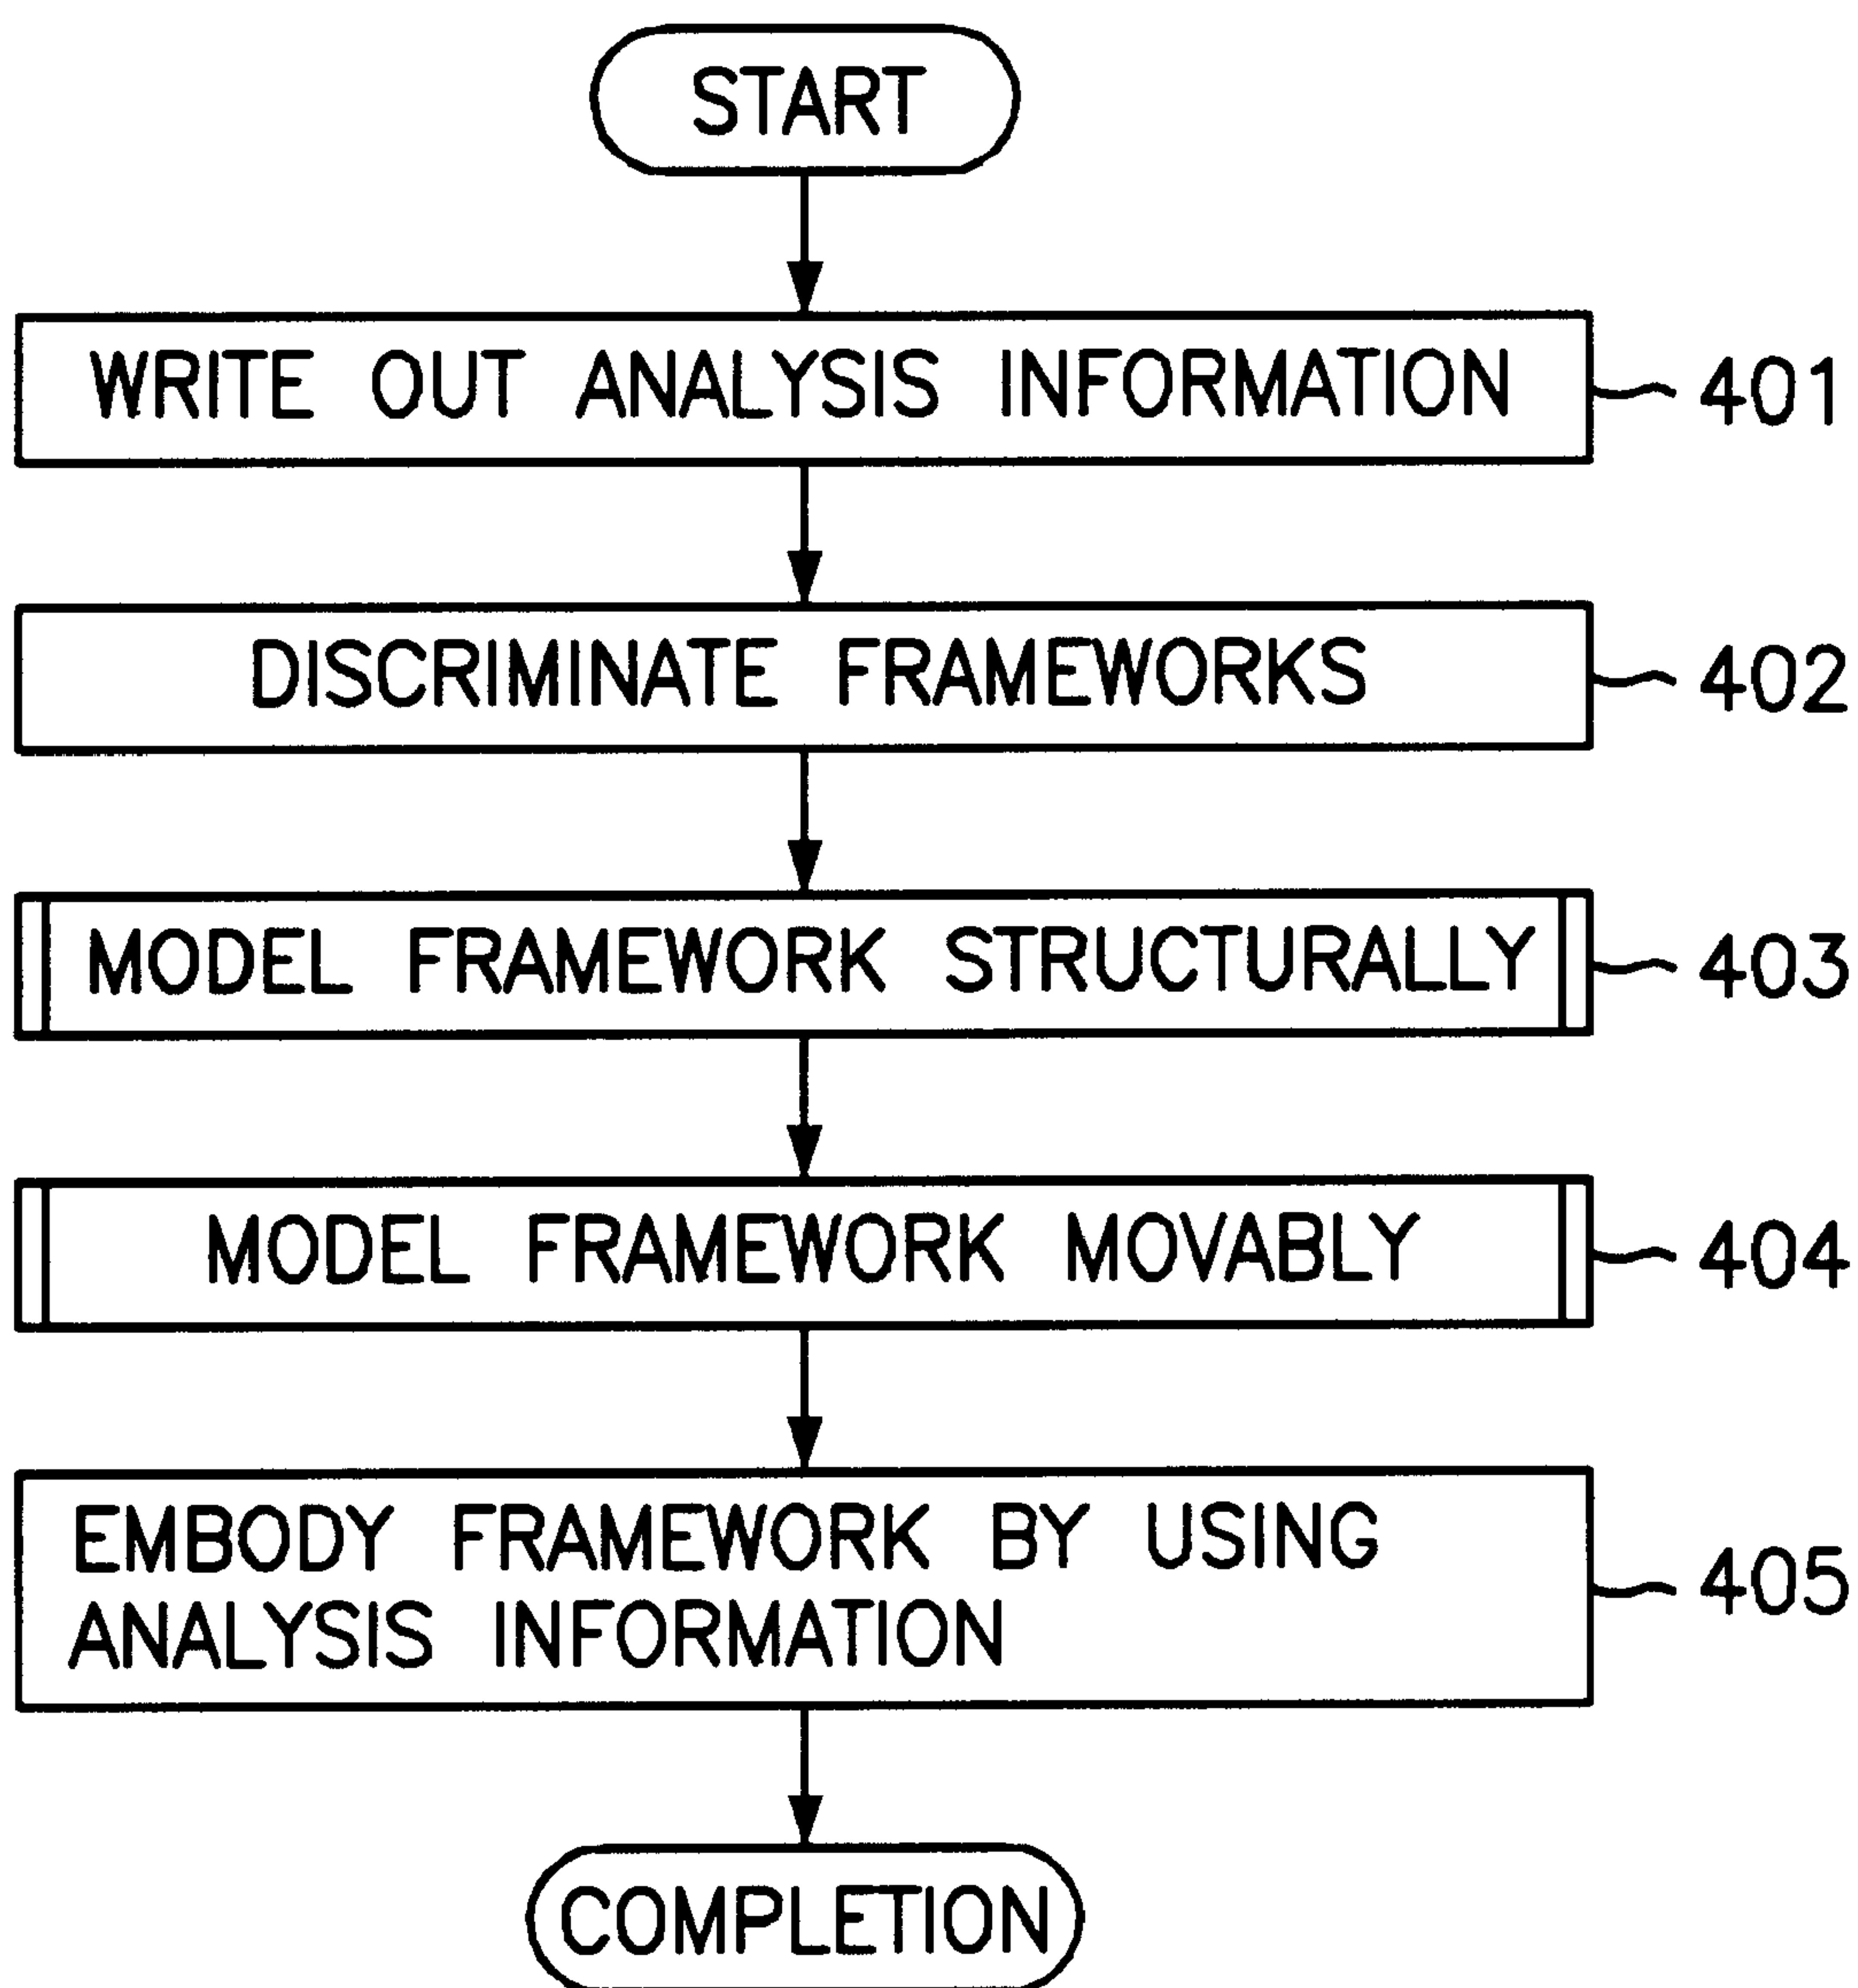 START
WRITE OUT ANALYSIS INFORMATION
401
DISCRIMINATE FRAMEWORKS
402
MODEL FRAMEWORK STRUCTURALLY
403
MODEL FRAMEWORK MOVABLY
404
EMBODY FRAMEWORK BY USING
ANALYSIS INFORMATION
405
COMPLETION